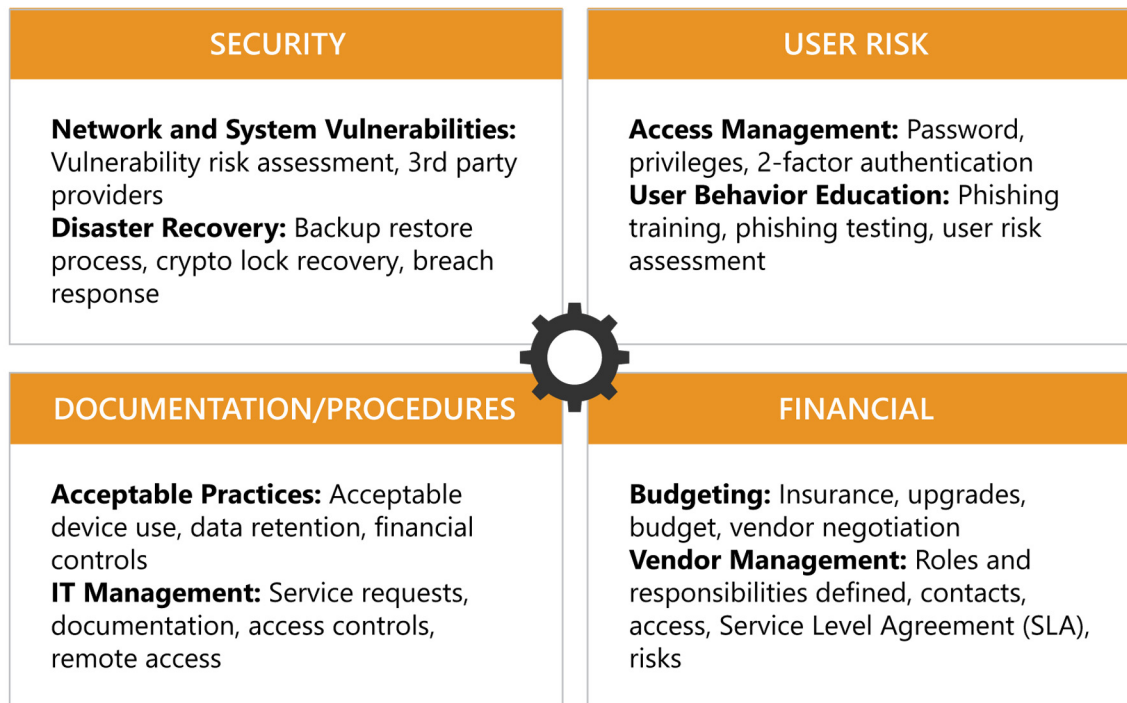 SECURITY
Network and System Vulnerabilities:
Vulnerability risk assessment, 3rd party
providers
Disaster Recovery: Backup restore
process, crypto lock recovery, breach
response
USER RISK
Access Management: Password,
privileges, 2-factor authentication
User Behavior Education: Phishing
training, phishing testing, user risk
assessment
DOCUMENTATION/PROCEDURES
Acceptable Practices: Acceptable
device use, data retention, financial
controls
IT Management: Service requests,
documentation, access controls,
remote access
FINANCIAL
Budgeting: Insurance, upgrades,
budget, vendor negotiation
Vendor Management: Roles and
responsibilities defined, contacts,
access, Service Level Agreement (SLA),
risks